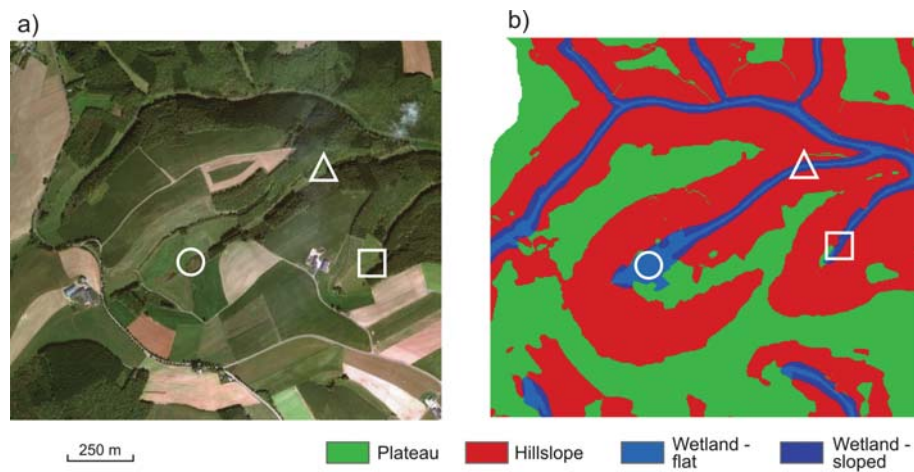 a)
b)
250 m
Plateau
Hillslope
Wetland -
flat
Wetland -
sloped